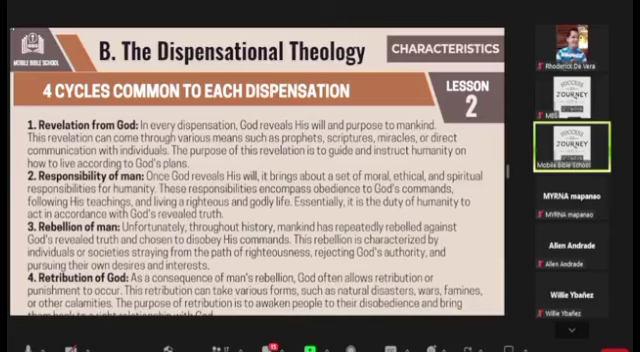 B. The Dispensational Theology
CHARACTERISTICS
MOBILE BIBLE SCHOOL
4 CYCLES COMMON TO EACH DISPENSATION
LESSON
2
1. Revelation from God: In every dispensation, God reveals His will and purpose to mankind.
This revelation can come through various means such as prophets, scriptures, miracles, or direct
communication with individuals. The purpose of this revelation is to guide and instruct humanity on
how to live according to God's plans.
2. Responsibility of man: Once God reveals His will, it brings about a set of moral, ethical, and spiritual
responsibilities for humanity. These responsibilities encompass obedience to God's commands,
following His teachings, and living a righteous and godly life. Essentially, it is the duty of humanity to
act in accordance with God's revealed truth.
3. Rebellion of man: Unfortunately, throughout history, mankind has repeatedly rebelled against
God's revealed truth and chosen to disobey His commands. This rebellion is characterized by
individuals or societies straying from the path of righteousness, rejecting God's authority, and
pursuing their own desires and interests.
4. Retribution of God: As a consequence of man's rebellion, God often allows retribution or
punishment to occur. This retribution can take various forms, such as natural disasters, wars, famines,
or other calamities. The purpose of retribution is to awaken people to their disobedience and bring
them back to a right relationship with God.
Rhoderick De Vera
JOURNEY
JOURNEY
Mobile Bible School
MYRNA mapanao
MYRNA mapanao
Allen Andrade
Allen Andrade
Willie Ybañez
Willie Ybañez
17